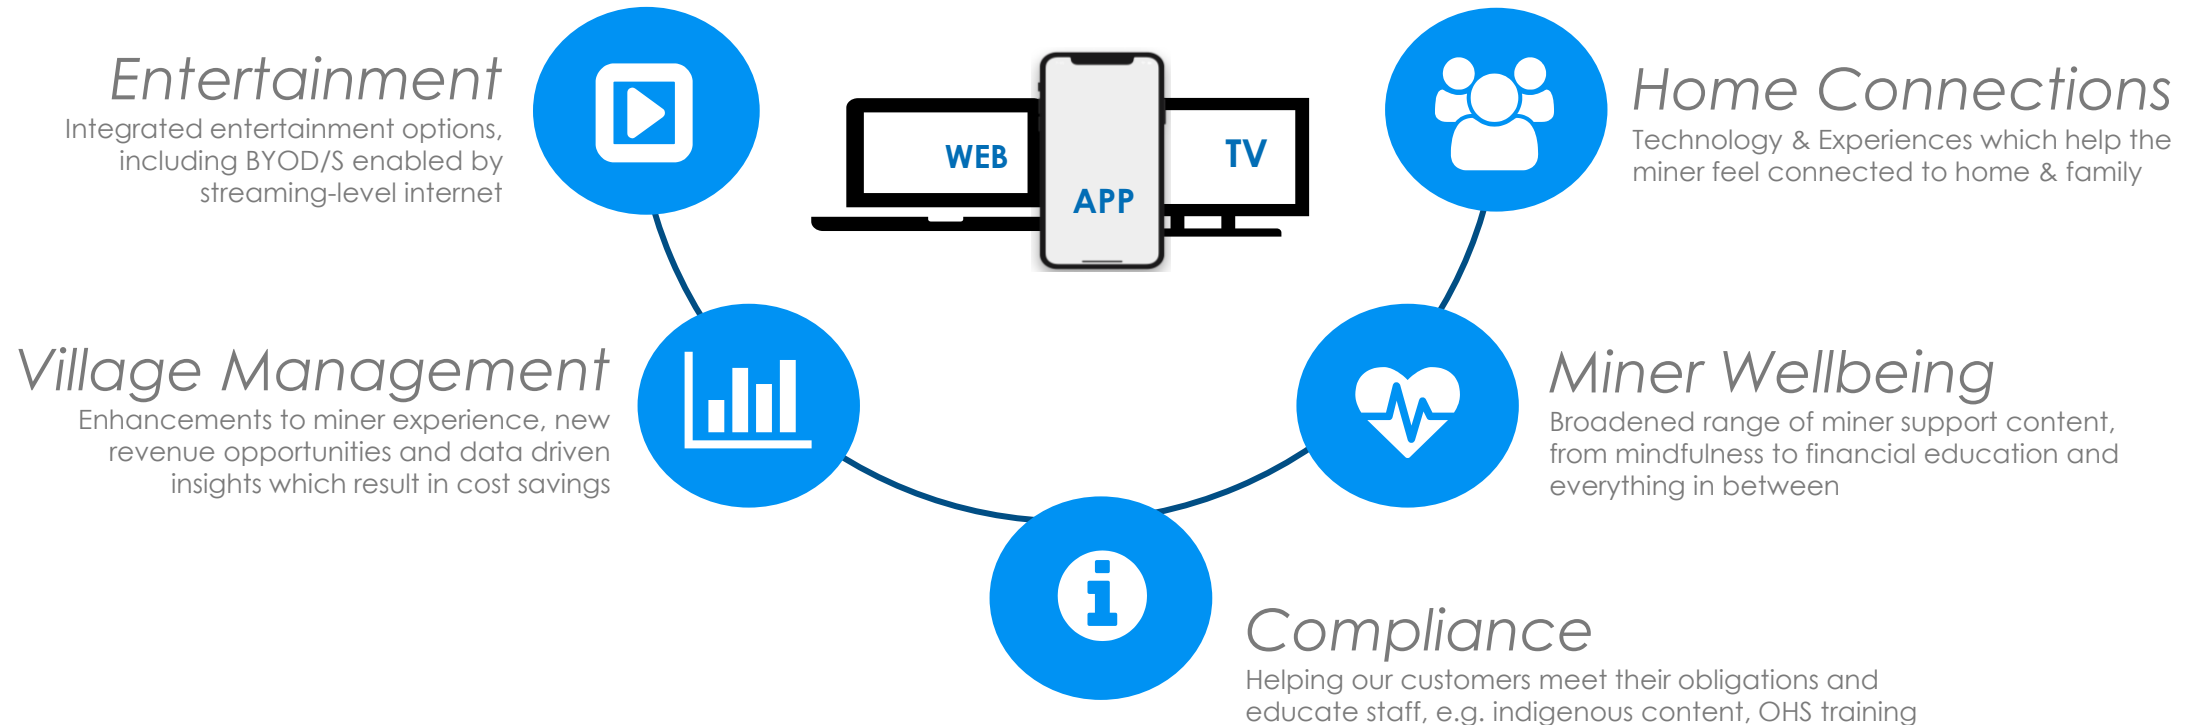 Entertainment
Integrated entertainment options,
including BYOD/S enabled by
streaming-level internet
WEB
APP
TV
Home Connections
Technology & Experiences which help the
miner feel connected to home & family
Village Management
Enhancements to miner experience, new
revenue opportunities and data driven
insights which result in cost savings
Miner Wellbeing
Broadened range of miner support content,
from mindfulness to financial education and
everything in between
Compliance
Helping our customers meet their obligations and
educate staff, e.g. indigenous content, OHS training